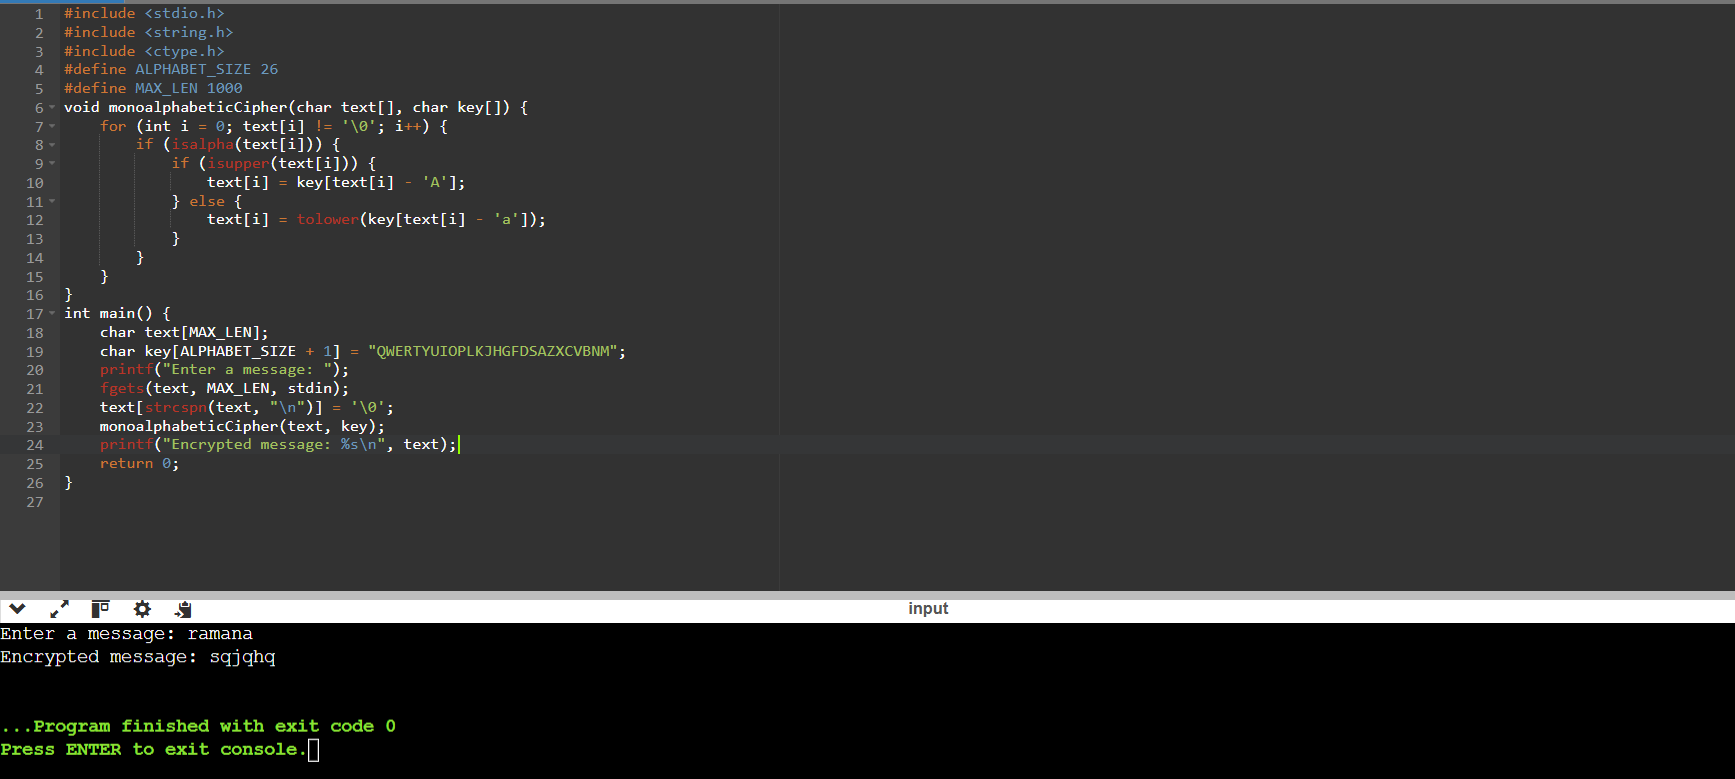 1 #include <stdio.h>
2 #include <string.h>
3 #include <ctype.h>
4 #define ALPHABET_SIZE 26
5 #define MAX_LEN 1000
6 void monoalphabeticCipher(char text[], char key[]) {
7     for (int i = 0; text[i] != '\0'; i++) {
8         if (isalpha(text[i])) {
9             if (isupper(text[i])) {
10                 text[i] = key[text[i] - 'A'];
11             } else {
12                 text[i] = tolower(key[text[i] - 'a']);
13             }
14         }
15     }
16 }
17 int main() {
18     char text[MAX_LEN];
19     char key[ALPHABET_SIZE + 1] = "QWERTYUIOPLKJHGFDSAZXCVBNM";
20     printf("Enter a message: ");
21     fgets(text, MAX_LEN, stdin);
22     text[strcspn(text, "\n")] = '\0';
23     monoalphabeticCipher(text, key);
24     printf("Encrypted message: %s\n", text);
25     return 0;
26 }
27
input
Enter a message: ramana
Encrypted message: sqjqhq
...Program finished with exit code 0
Press ENTER to exit console.